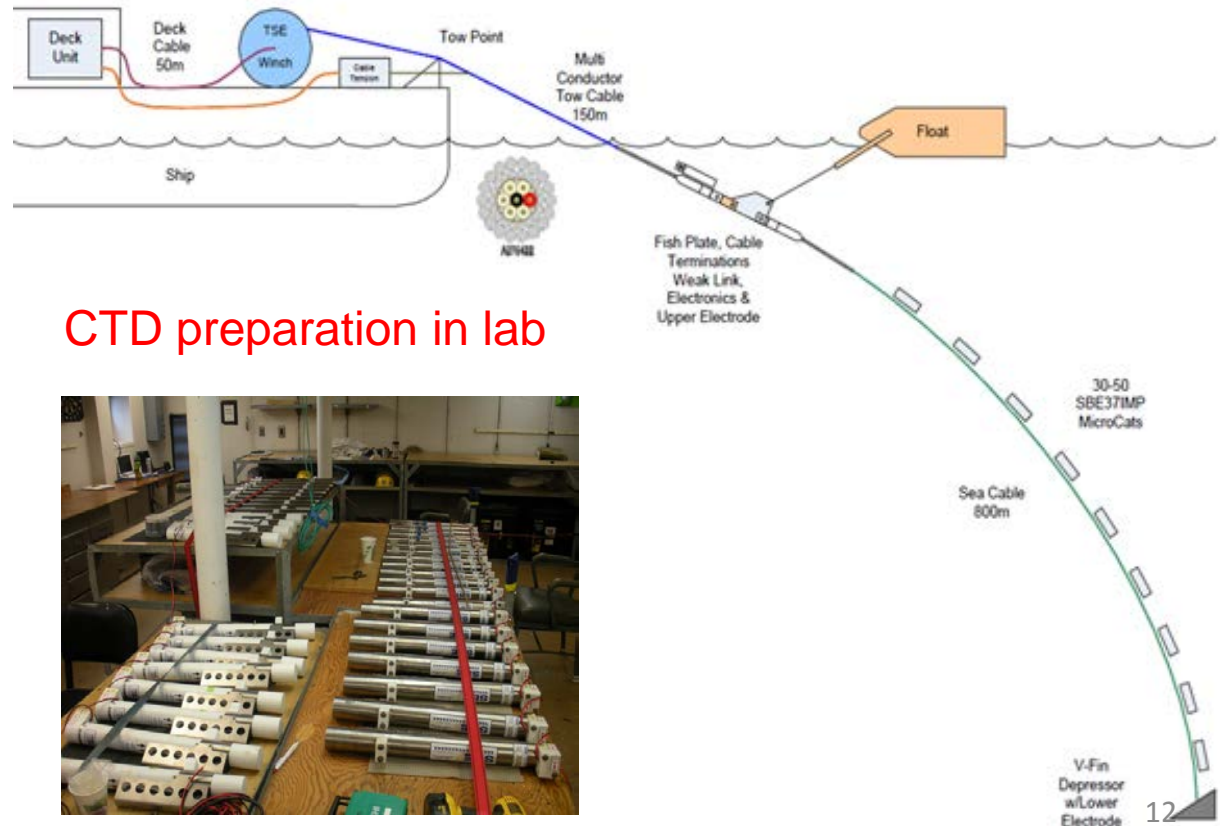 Deck
Unit
Deck
Cable
50m
TSE
Winch
Cable
Tension
Tow Point
Multi
Conductor
Tow Cable
150m
Float
Ship
Fish Plate, Cable
Terminations
Weak Link,
Electronics &
Upper Electrode
CTD preparation in lab
30-50
SBE37IMP
MicroCats
Sea Cable
800m
V-Fin
Depressor
w/Lower
Electrode
12